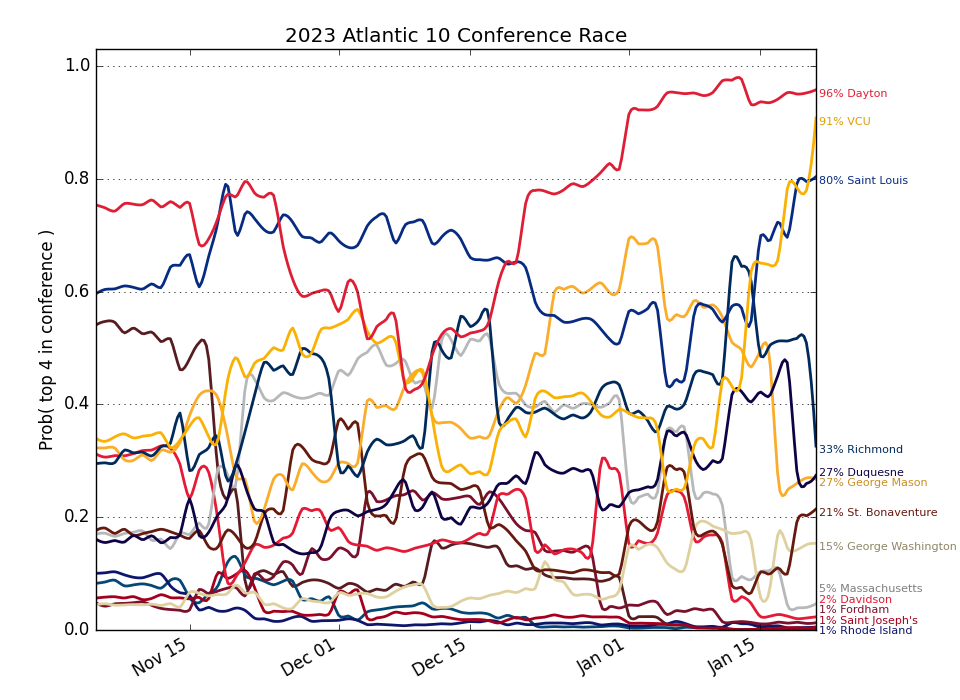 2023 Atlantic 10 Conference Race
Prob( top 4 in conference )
1.0
0.8
0.6
0.4
0.2
0.0
Nov 15
Dec 01
Dec 15
Jan 01
Jan 15
96% Dayton
91% VCU
80% Saint Louis
33% Richmond
27% Duquesne
27% George Mason
21% St. Bonaventure
15% George Washington
5% Massachusetts
2% Davidson
1% Fordham
1% Saint Joseph's
1% Rhode Island